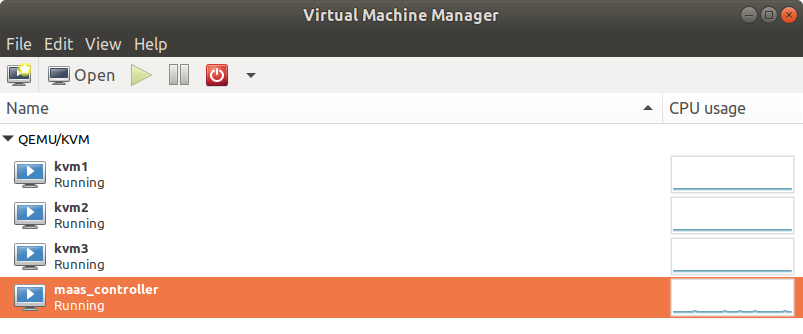 Virtual Machine Manager
File Edit View Help
Open
Name CPU usage
QEMU/KVM
kvm1
Running
kvm2
Running
kvm3
Running
maas_controller
Running